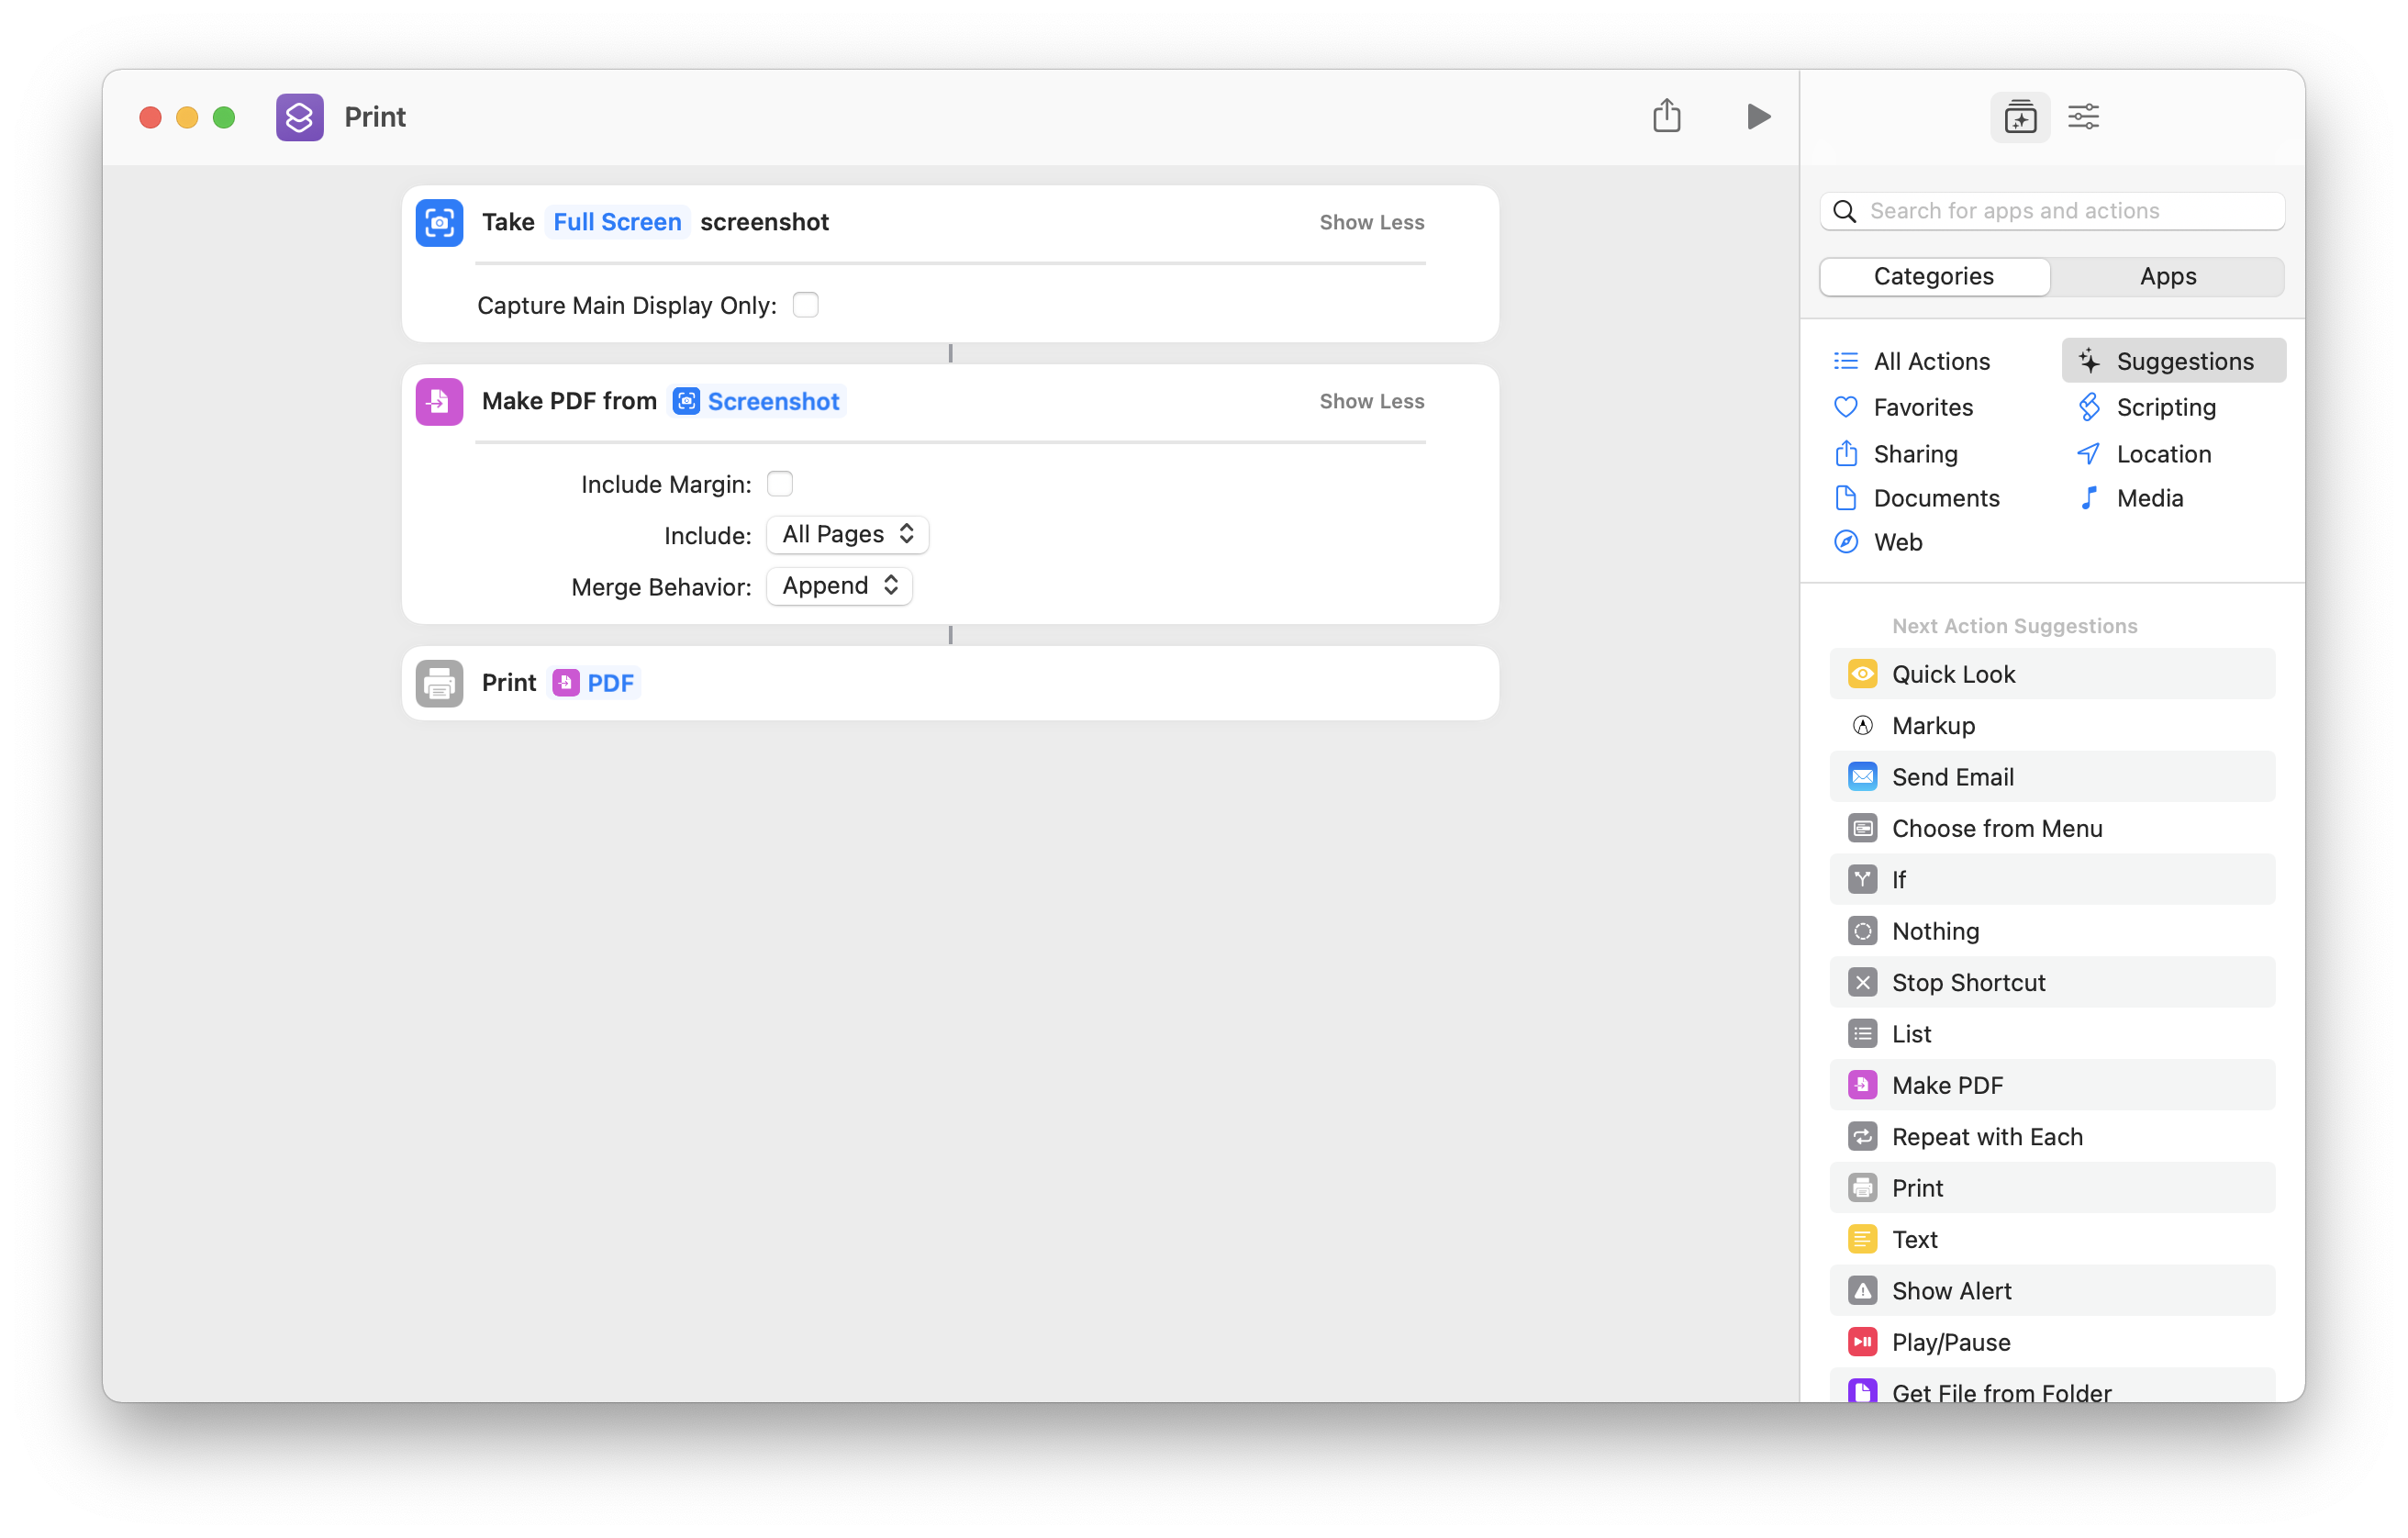 Print
Take Full Screen screenshot Show Less
Capture Main Display Only:
Make PDF from Screenshot Show Less
Include Margin:
Include: All Pages
Merge Behavior: Append
Print PDF
Search for apps and actions
Categories Apps
All Actions Suggestions
Favorites Scripting
Sharing Location
Documents Media
Web
Next Action Suggestions
Quick Look
Markup
Send Email
Choose from Menu
If
Nothing
Stop Shortcut
List
Make PDF
Repeat with Each
Print
Text
Show Alert
Play/Pause
Get File from Folder